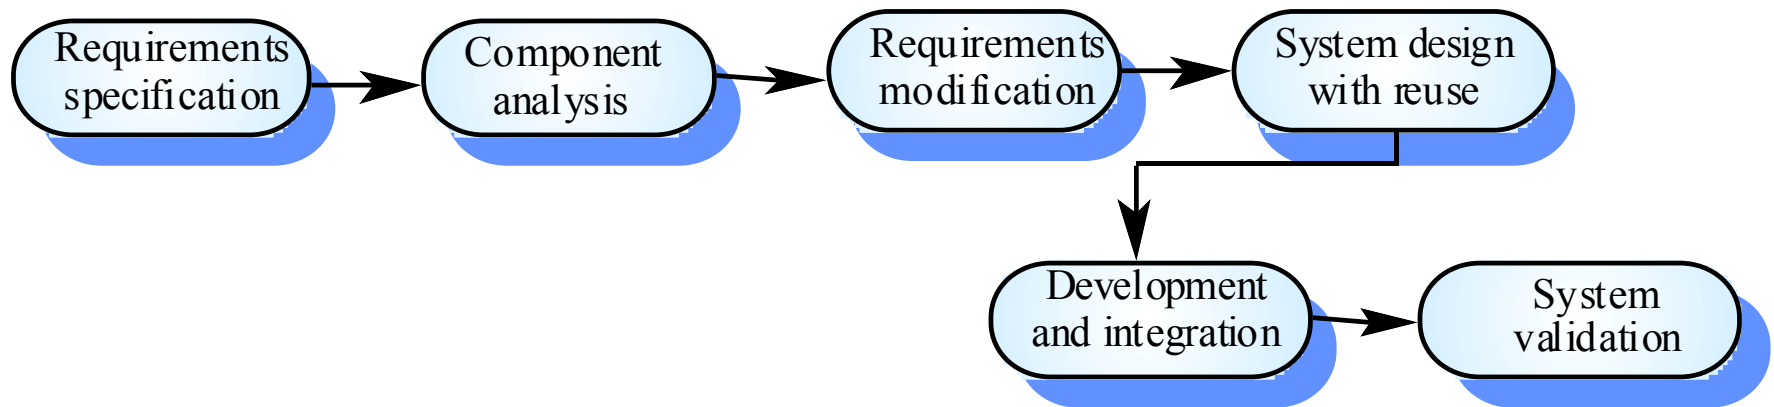 Requirements
specification
Component
analysis
Requirements
modification
System design
with reuse
Development
and integration
System
validation